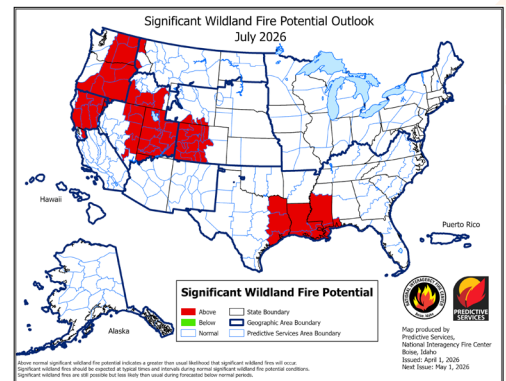 Significant Wildland Fire Potential Outlook
July 2026
Hawaii
Puerto Rico
Alaska
Significant Wildland Fire Potential
Above
State Boundary
Below
Geographic Area Boundary
Normal
Predictive Services Area Boundary
PREDICTIVE
SERVICES
Map produced by
Predictive Services,
National Interagency Fire Center
Boise, Idaho
Issued: April 1, 2026
Next Issue: May 1, 2026
Above normal significant wildland fire potential indicates a greater than usual likelihood that significant wildland fires will occur.
Significant wildland fires should be expected at typical times and intervals during normal significant wildland fire potential conditions.
Significant wildland fires are still possible but less likely than usual during forecasted below normal periods.